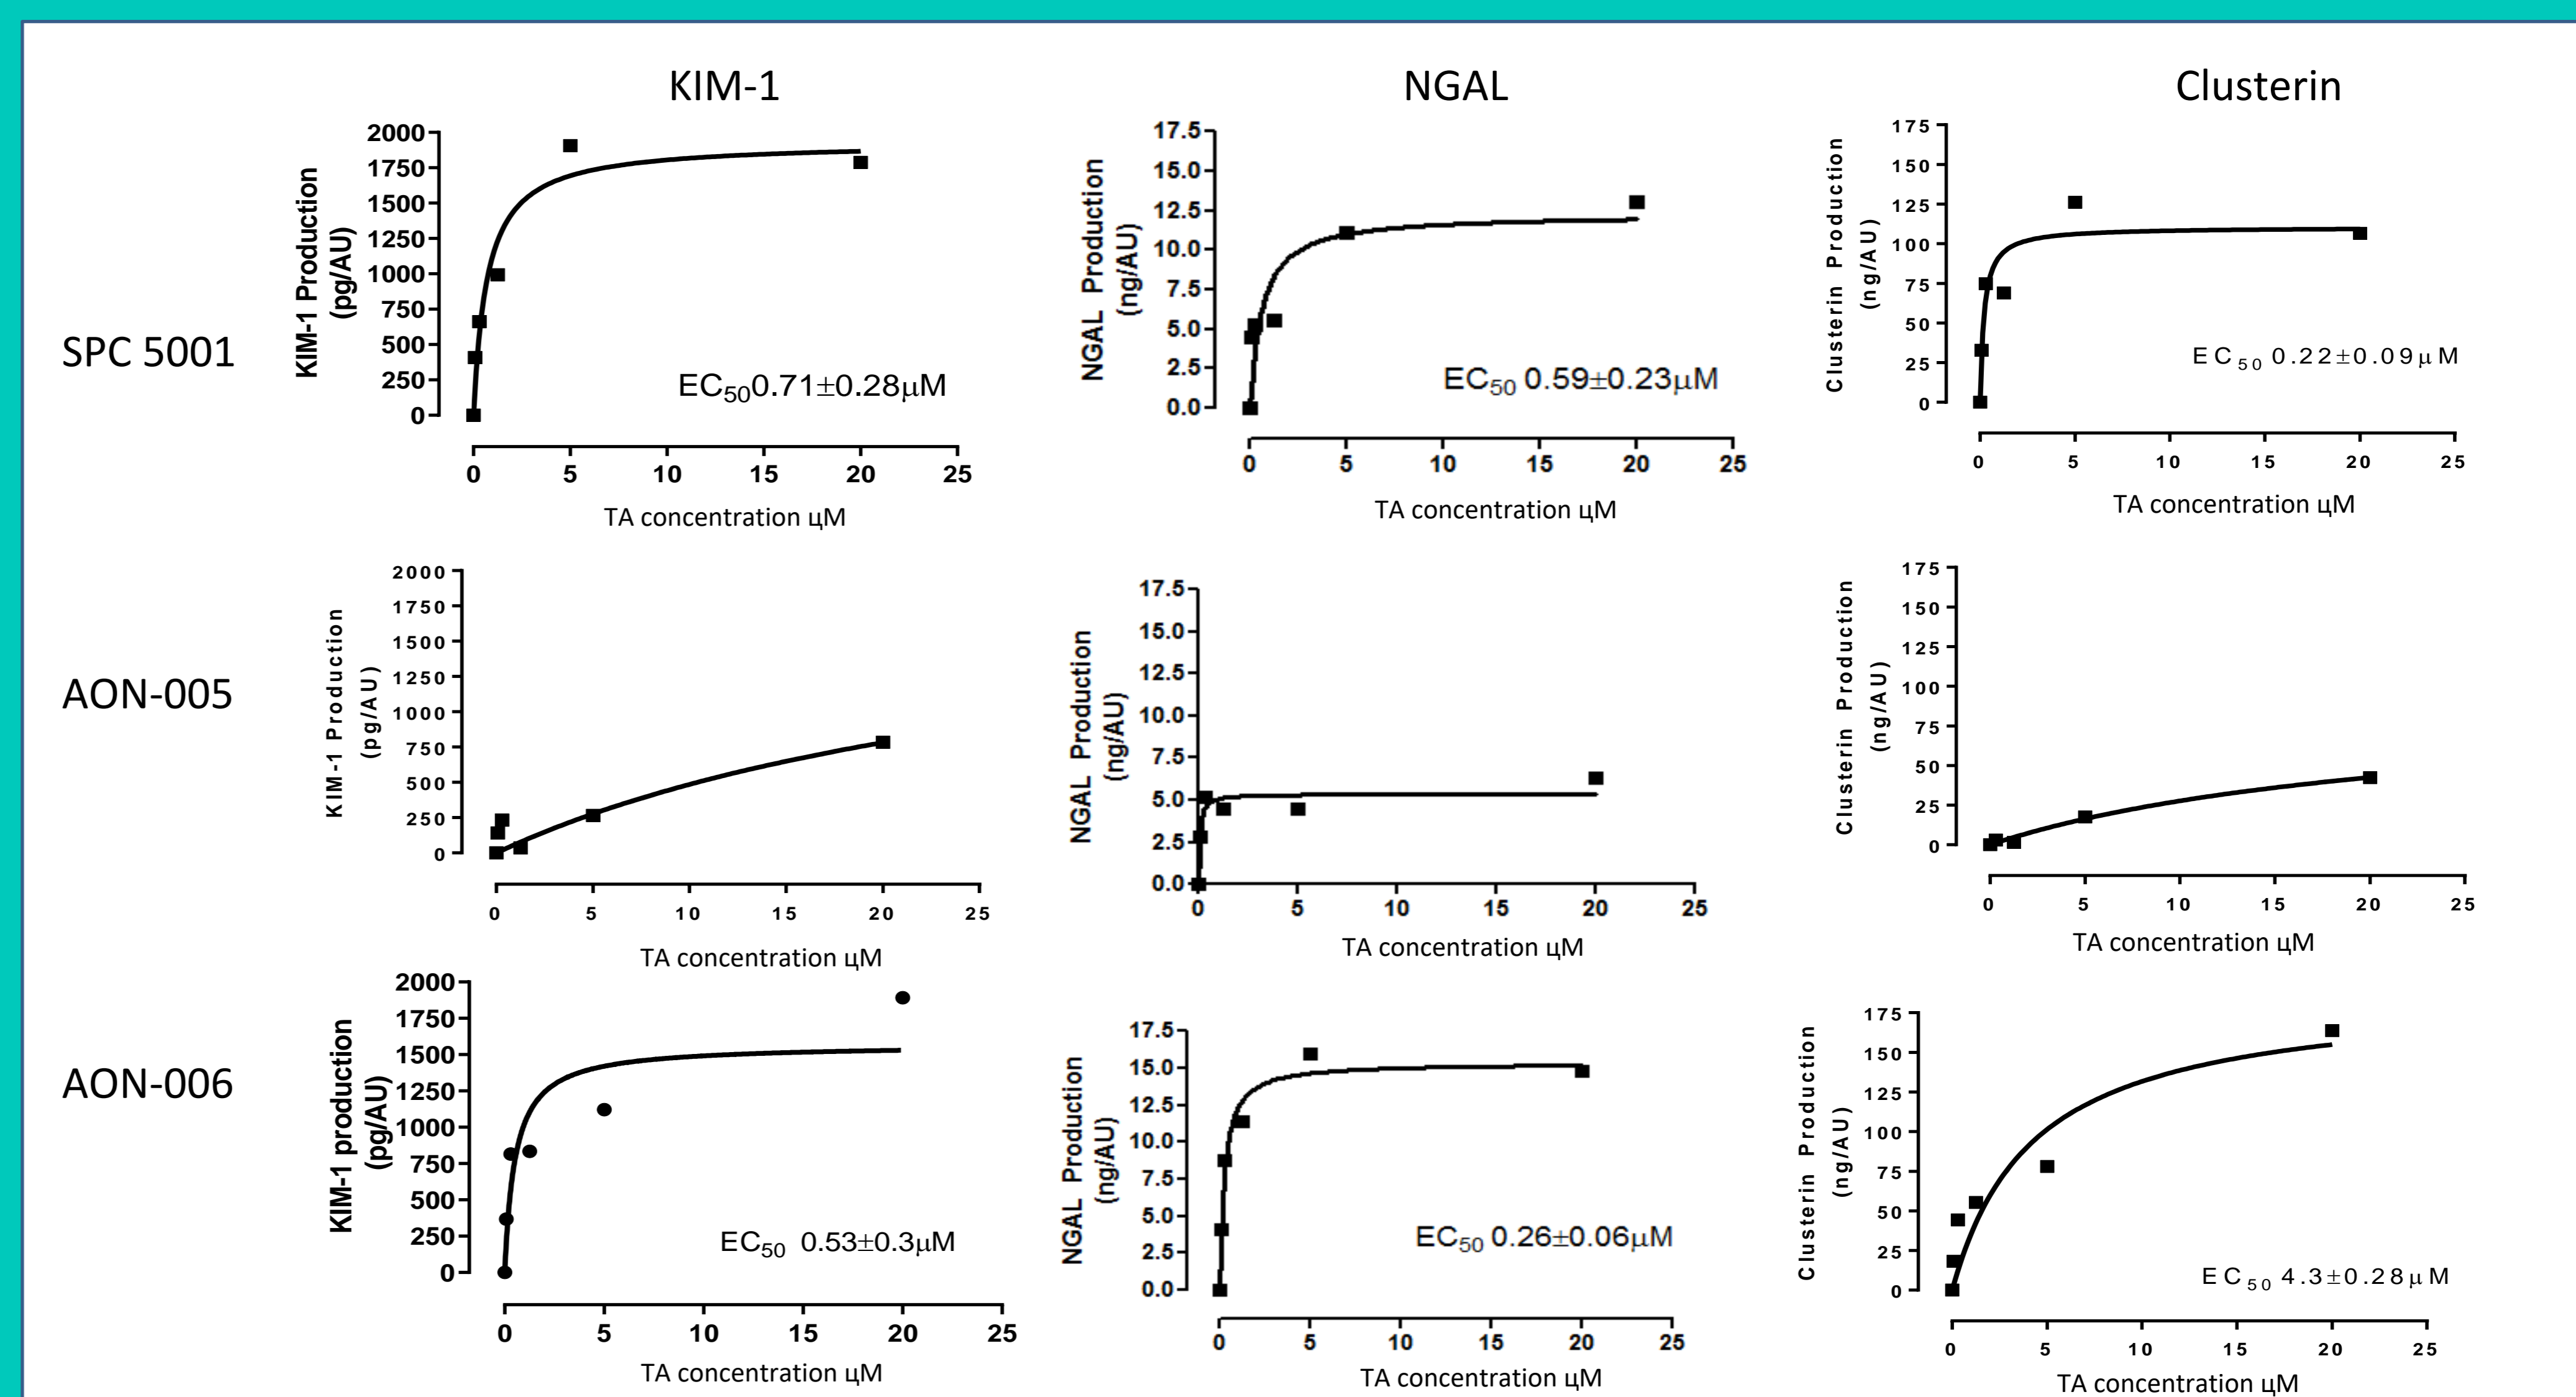 KIM-1
NGAL
Clusterin
SPC 5001
KIM-1 Production
(pg/AU)
2000
1750
1500
1250
1000
750
500
250
0
EC50 0.71±0.28μM
0 5 10 15 20 25
TA concentration цM
NGAL Production
(ng/AU)
17.5
15.0
12.5
10.0
7.5
5.0
2.5
0.0
EC50 0.59±0.23μM
0 5 10 15 20 25
TA concentration цM
Clusterin Production
(ng/AU)
175
150
125
100
75
50
25
0
EC50 0.22±0.09μM
0 5 10 15 20 25
TA concentration цM
AON-005
KIM-1 Production
(pg/AU)
2000
1750
1500
1250
1000
750
500
250
0
0 5 10 15 20 25
TA concentration цM
NGAL Production
(ng/AU)
17.5
15.0
12.5
10.0
7.5
5.0
2.5
0.0
0 5 10 15 20 25
TA concentration цM
Clusterin Production
(ng/AU)
175
150
125
100
75
50
25
0
0 5 10 15 20 25
TA concentration цM
AON-006
KIM-1 production
(pg/AU)
2000
1750
1500
1250
1000
750
500
250
0
EC50 0.53±0.3μM
0 5 10 15 20 25
TA concentration цM
NGAL Production
(ng/AU)
17.5
15.0
12.5
10.0
7.5
5.0
2.5
0.0
EC50 0.26±0.06μM
0 5 10 15 20 25
TA concentration цM
Clusterin Production
(ng/AU)
175
150
125
100
75
50
25
0
EC50 4.3±0.28μM
0 5 10 15 20 25
TA concentration цM